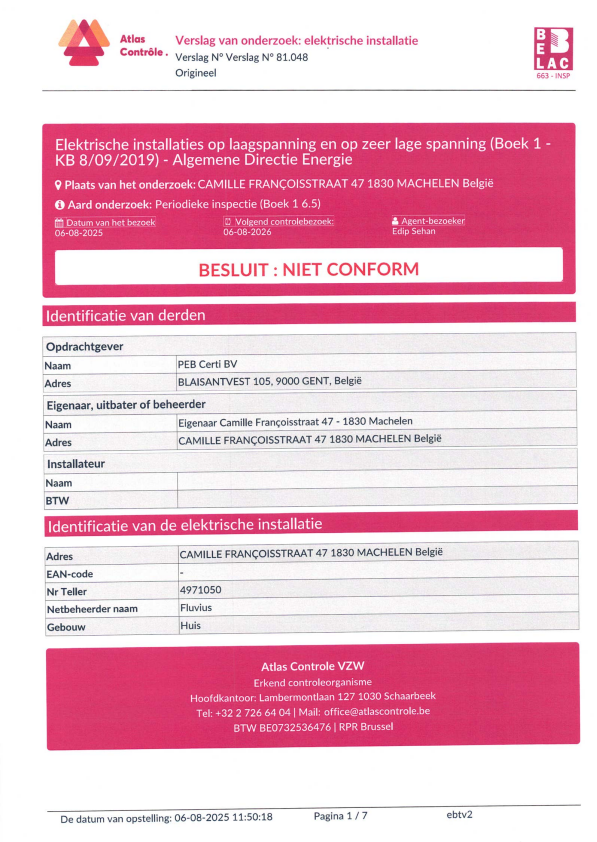 Atlas
Contrôle .
Verslag van onderzoek: elektrische installatie
Verslag N° Verslag N° 81.048
Origineel
BELAC
663 - INSP
Elektrische installaties op laagspanning en op zeer lage spanning (Boek 1 -
KB 8/09/2019) - Algemene Directie Energie
Plaats van het onderzoek: CAMILLE FRANÇOISSTRAAT 47 1830 MACHELEN België
Aard onderzoek: Periodieke inspectie (Boek 1 6.5)
Datum van het bezoek Volgend controlebezoek: Agent-bezoeker
06-08-2025 06-08-2026 Edip Sehan
BESLUIT : NIET CONFORM
Identificatie van derden
Opdrachtgever
Naam PEB Certi BV
Adres BLAISANTVEST 105, 9000 GENT, België
Eigenaar, uitbater of beheerder
Naam Eigenaar Camille Françoisstraat 47 - 1830 Machelen
Adres CAMILLE FRANÇOISSTRAAT 47 1830 MACHELEN België
Installateur
Naam
BTW
Identificatie van de elektrische installatie
Adres CAMILLE FRANÇOISSTRAAT 47 1830 MACHELEN België
EAN-code -
Nr Teller 4971050
Netbeheerder naam Fluvius
Gebouw Huis
Atlas Controle VZW
Erkend controleorganisme
Hoofdkantoor: Lambermontlaan 127 1030 Schaarbeek
Tel: +32 2 726 64 04 | Mail: office@atlascontrole.be
BTW BE0732536476 | RPR Brussel
De datum van opstelling: 06-08-2025 11:50:18 Pagina 1 / 7 ebtv2